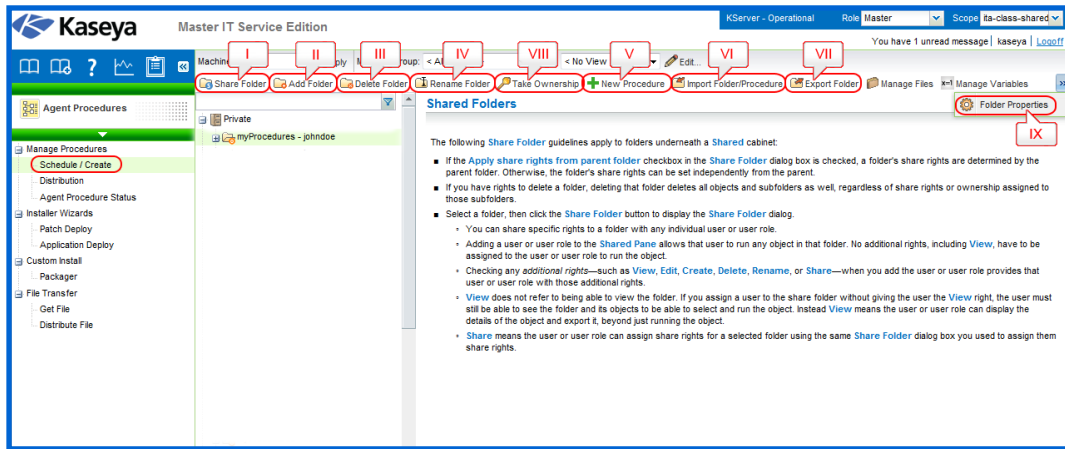 Kaseya
Master IT Service Edition
KServer - Operational Role Master Scope ita-class-shared
You have 1 unread message| kaseya | Logoff
I II III IV VIII V VI VII
Machine oup: < Al < No View Edit...
Share Folder Add Folder Delete Folder Rename Folder Take Ownership New Procedure Import Folder/Procedure Export Folder Manage Files Manage Variables
Folder Properties
IX
Agent Procedures
Manage Procedures
Schedule / Create
Distribution
Agent Procedure Status
Installer Wizards
Patch Deploy
Application Deploy
Custom Install
Packager
File Transfer
Get File
Distribute File
Private
myProcedures - johndoe
Shared Folders
The following Share Folder guidelines apply to folders underneath a Shared cabinet:
If the Apply share rights from parent folder checkbox in the Share Folder dialog box is checked, a folder's share rights are determined by the
parent folder. Otherwise, the folder's share rights can be set independently from the parent.
If you have rights to delete a folder, deleting that folder deletes all objects and subfolders as well, regardless of share rights or ownership assigned to
those subfolders.
Select a folder, then click the Share Folder button to display the Share Folder dialog.
You can share specific rights to a folder with any individual user or user role.
Adding a user or user role to the Shared Pane allows that user to run any object in that folder. No additional rights, including View, have to be
assigned to the user or user role to run the object.
Checking any additional rights—such as View, Edit, Create, Delete, Rename, or Share—when you add the user or user role provides that
user or user role with those additional rights.
View does not refer to being able to view the folder. If you assign a user to the share folder without giving the user the View right, the user must
still be able to see the folder and its objects to be able to select and run the object. Instead View means the user or user role can display the
details of the object and export it, beyond just running the object.
Share means the user or user role can assign share rights for a selected folder using the same Share Folder dialog box you used to assign them
share rights.